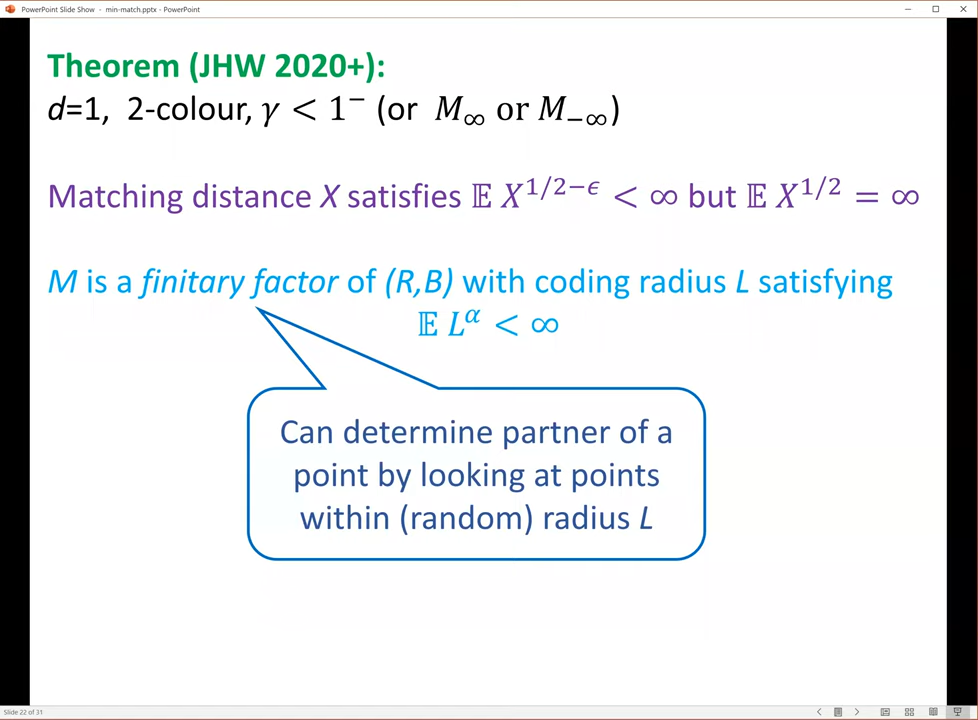 PowerPoint Slide Show - min-match.pptx - PowerPoint
Theorem (JHW 2020+):
d=1, 2-colour, γ < 1⁻ (or M_∞ or M_−∞)
Matching distance X satisfies 𝔼 X^{1/2−ϵ} < ∞ but 𝔼 X^{1/2} = ∞
M is a finitary factor of (R,B) with coding radius L satisfying
𝔼 L^α < ∞
Can determine partner of a
point by looking at points
within (random) radius L
Slide 22 of 31